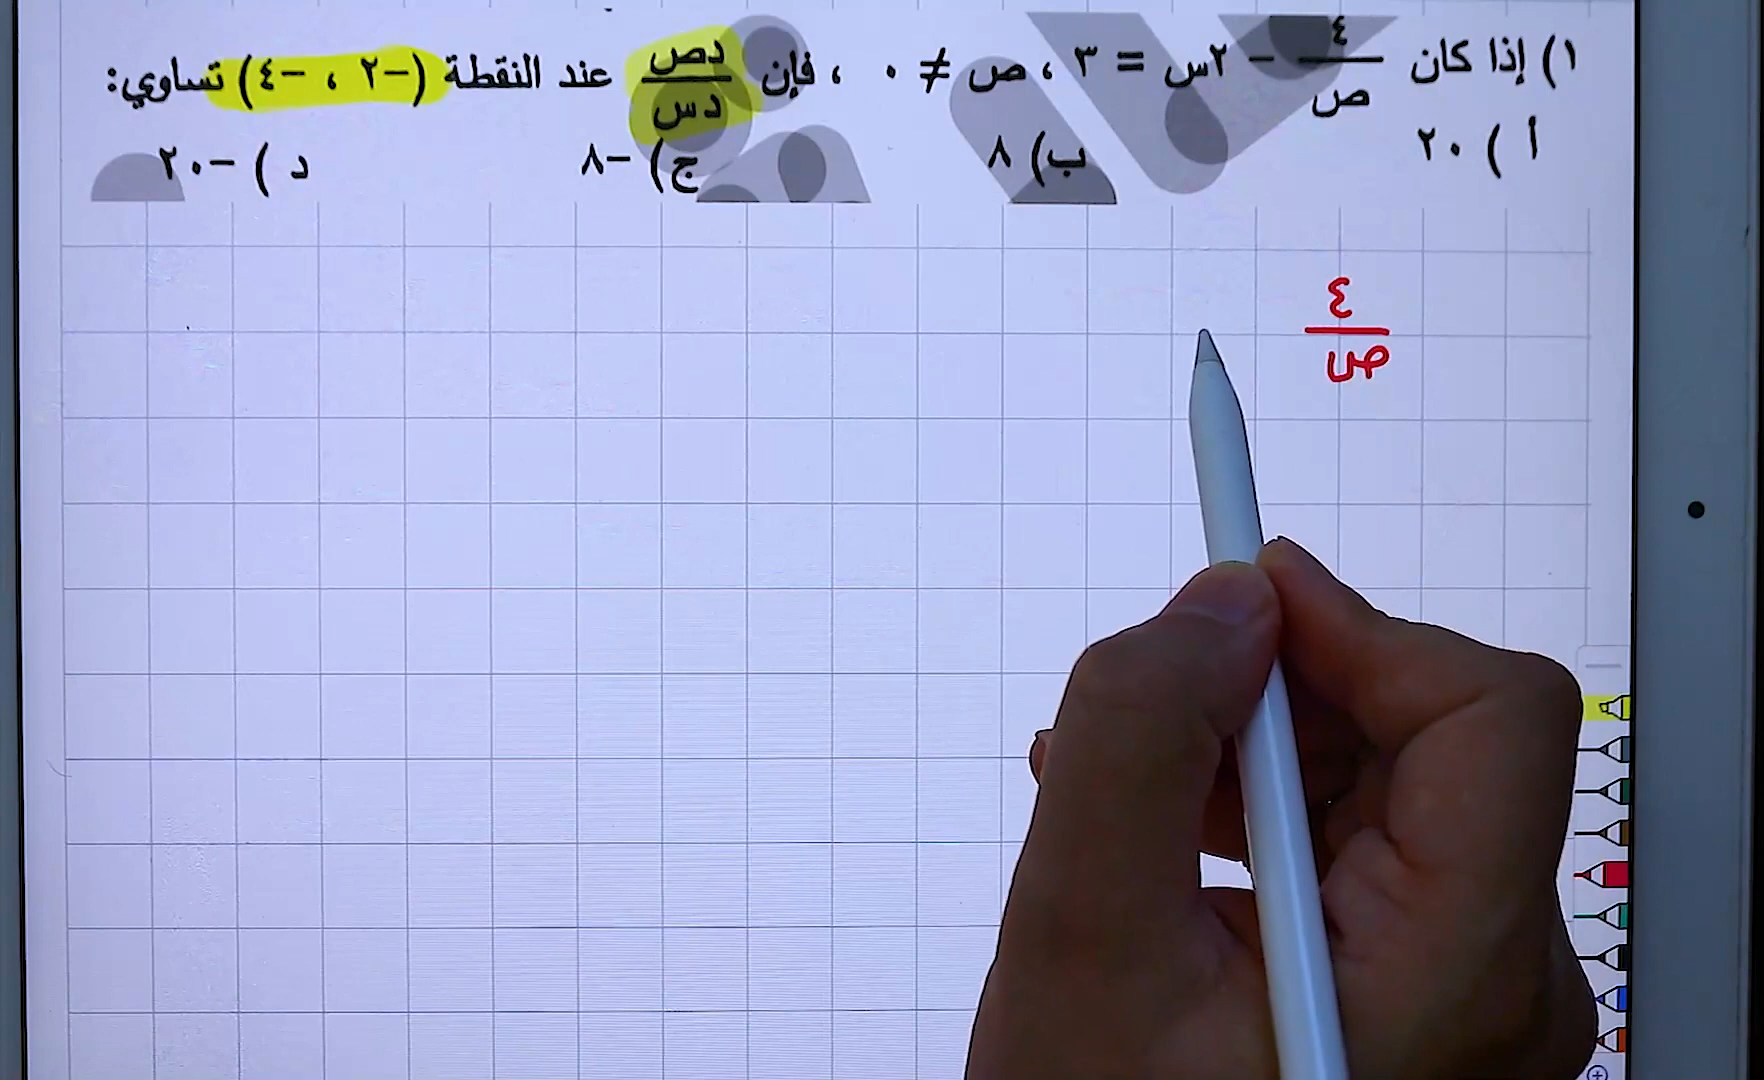 ١) إذا كان ٤/ص − ٢س = ٣ ، ص ≠ ٠ ، فإن دص/دس عند النقطة (−٢ ، −٤) تساوي:
أ ) ٢٠ ب) ٨ ج) −٨ د ) −٢٠
٤
ص